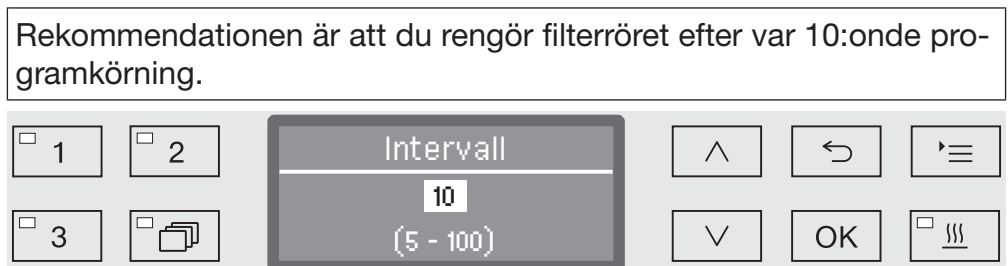 Rekommendationen är att du rengör filterröret efter var 10:onde pro-
gramkörning.
1
2
Intervall
10
3
(5 - 100)
OK